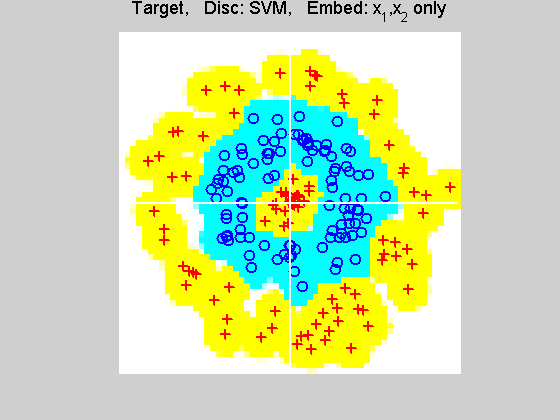 Target, Disc: SVM, Embed: x₁,x₂ only